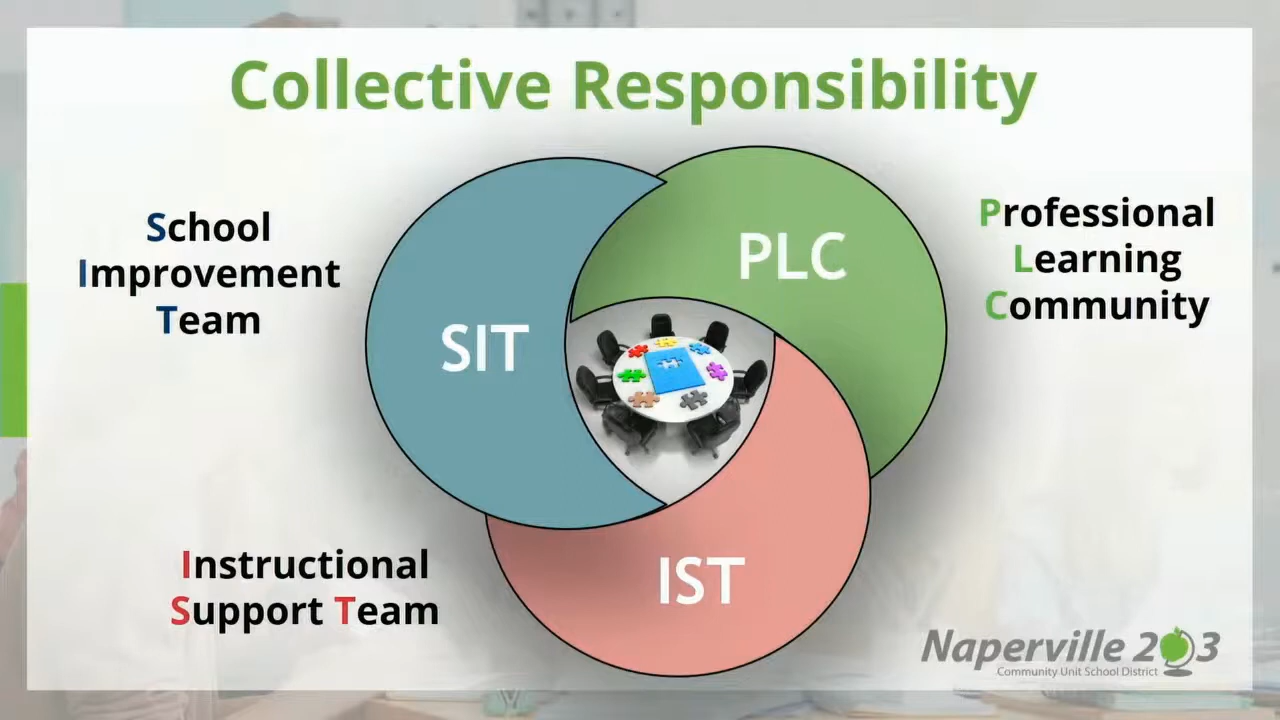 Collective Responsibility
School
Improvement
Team
SIT
PLC
Professional
Learning
Community
Instructional
Support Team
IST
Naperville 203
Community Unit School District